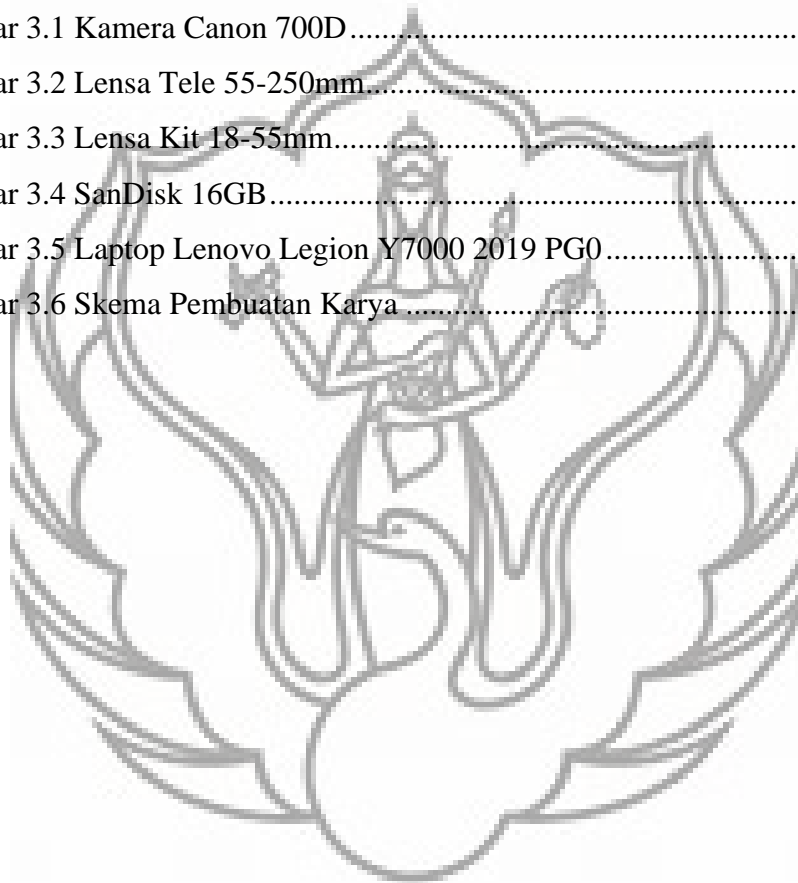 ar 3.1 Kamera Canon 700D............................................................
ar 3.2 Lensa Tele 55-250mm..........................................................
ar 3.3 Lensa Kit 18-55mm..............................................................
ar 3.4 SanDisk 16GB.......................................................................
ar 3.5 Laptop Lenovo Legion Y7000 2019 PG0...........................
ar 3.6 Skema Pembuatan Karya ....................................................